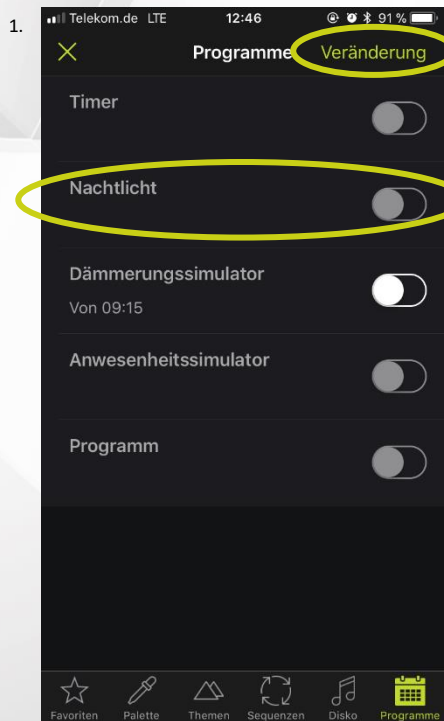 1.
Telekom.de LTE 12:46 91 %
Programme Veränderung
Timer
Nachtlicht
Dämmerungssimulator
Von 09:15
Anwesenheitssimulator
Programm
Favoriten Palette Themen Sequenzen Disko Programme